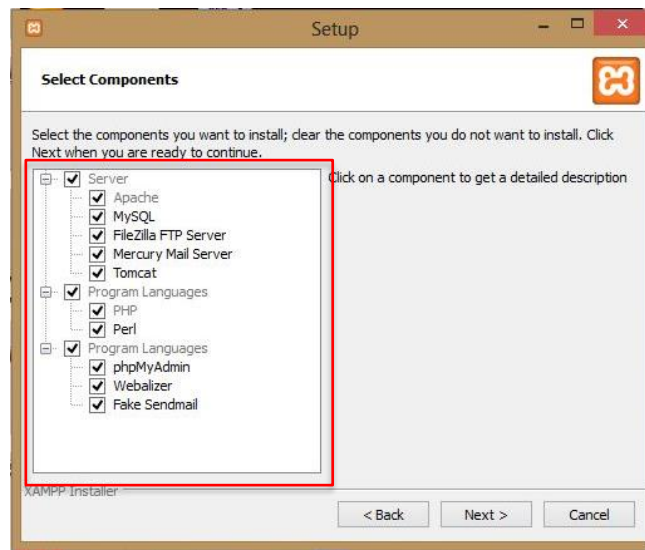 Setup
Select Components
Select the components you want to install; clear the components you do not want to install. Click
Next when you are ready to continue.
Server
Apache
MySQL
FileZilla FTP Server
Mercury Mail Server
Tomcat
Program Languages
PHP
Perl
Program Languages
phpMyAdmin
Webalizer
Fake Sendmail
Click on a component to get a detailed description
XAMPP Installer
< Back
Next >
Cancel